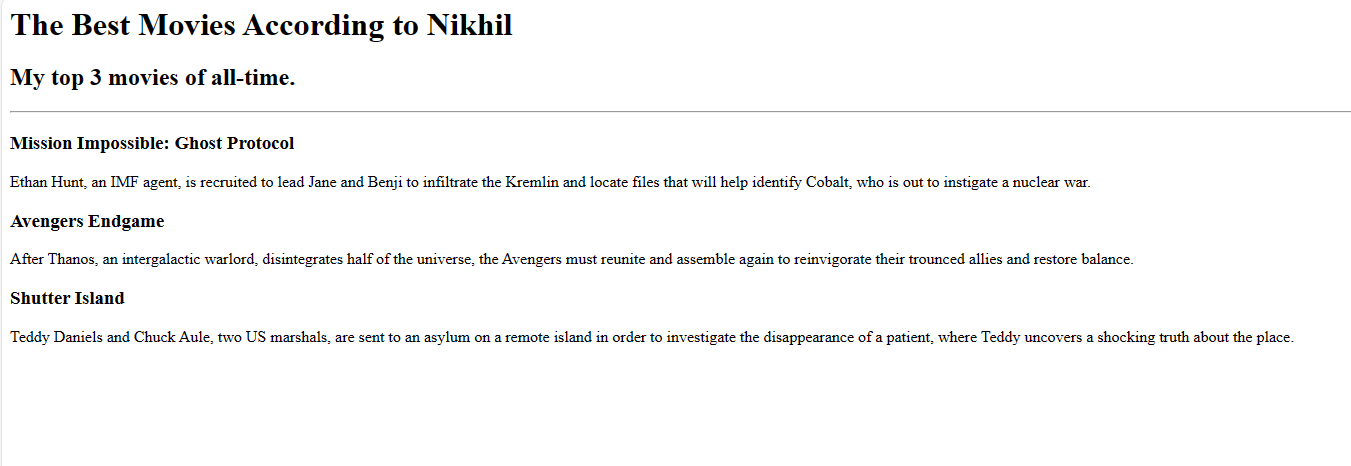 The Best Movies According to Nikhil
My top 3 movies of all-time.
Mission Impossible: Ghost Protocol
Ethan Hunt, an IMF agent, is recruited to lead Jane and Benji to infiltrate the Kremlin and locate files that will help identify Cobalt, who is out to instigate a nuclear war.
Avengers Endgame
After Thanos, an intergalactic warlord, disintegrates half of the universe, the Avengers must reunite and assemble again to reinvigorate their trounced allies and restore balance.
Shutter Island
Teddy Daniels and Chuck Aule, two US marshals, are sent to an asylum on a remote island in order to investigate the disappearance of a patient, where Teddy uncovers a shocking truth about the place.